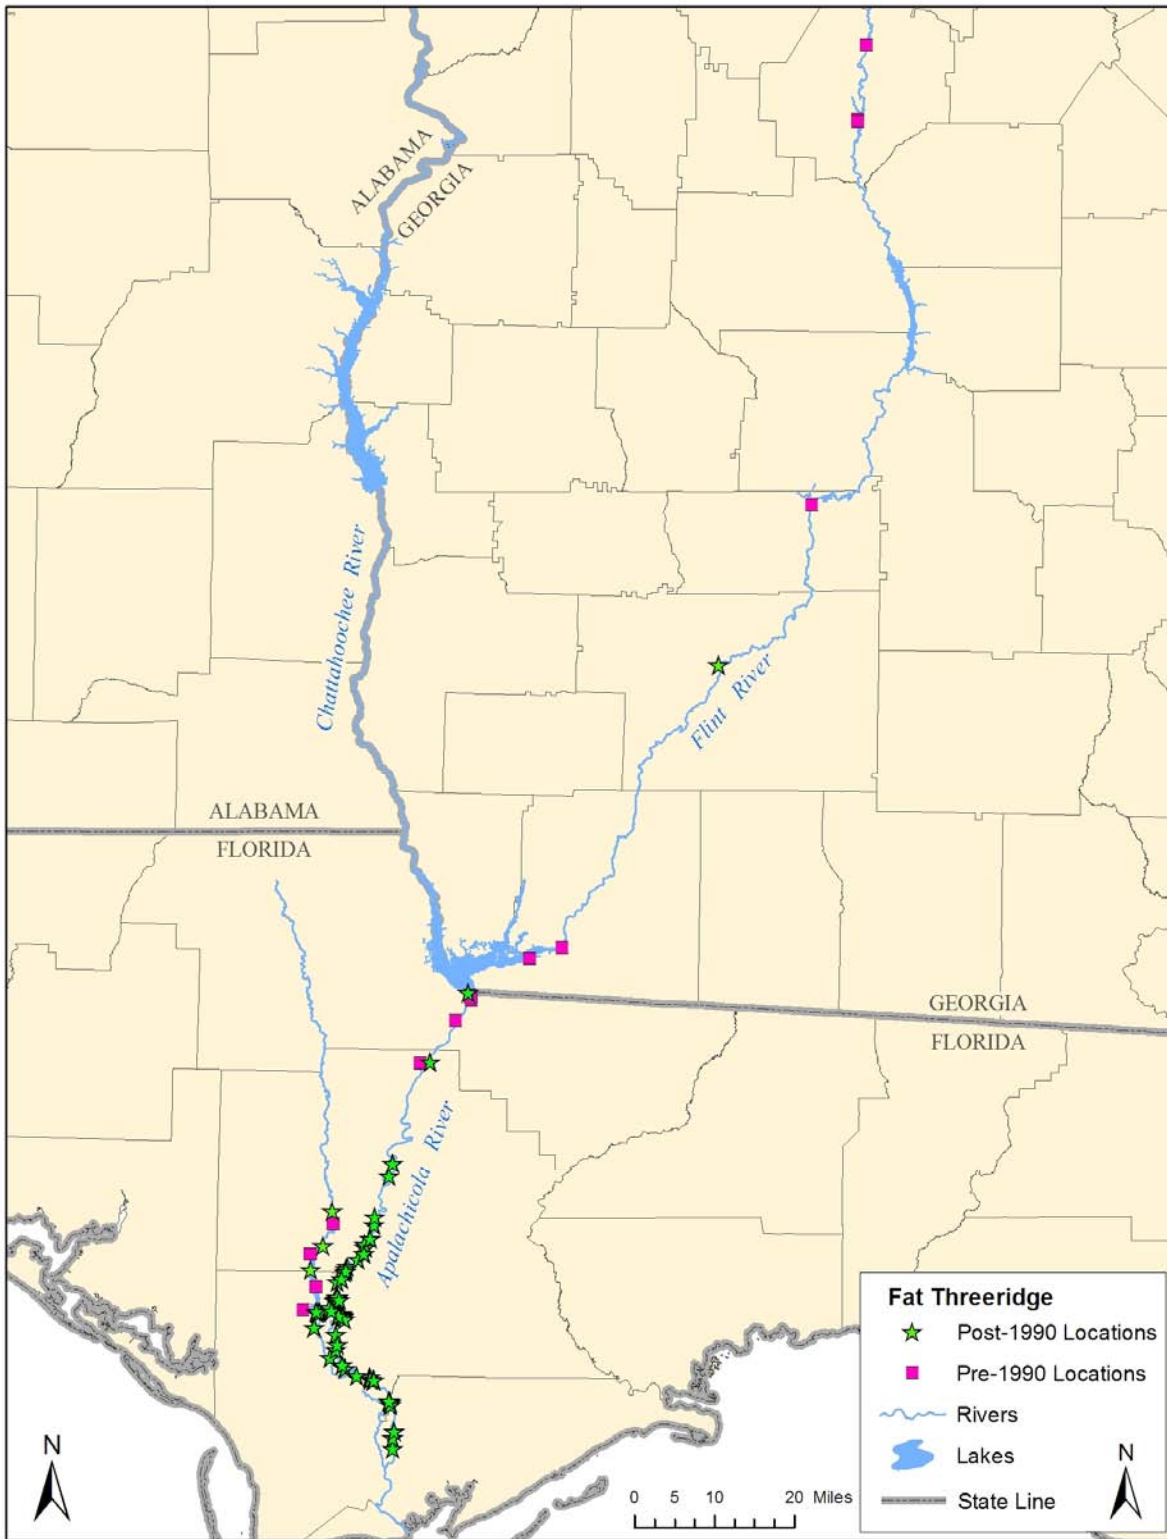 ALABAMA
GEORGIA
Chattahoochee River
Flint River
ALABAMA
FLORIDA
GEORGIA
FLORIDA
Apalachicola River
Fat Threeridge
Post-1990 Locations
Pre-1990 Locations
Rivers
Lakes
State Line
N
N
0 5 10 20 Miles